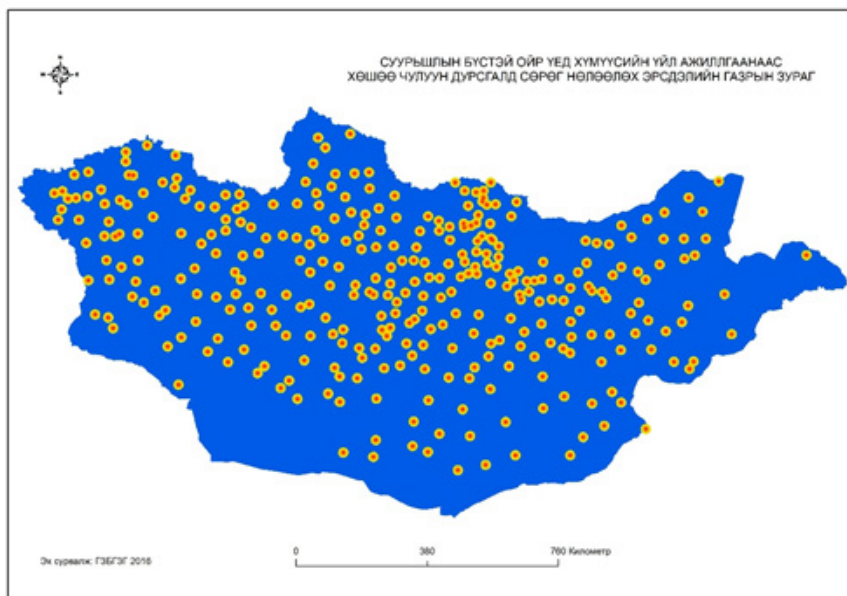 СУУРЬШЛЫН БҮСТЭЙ ОЙР ҮЕД ХҮМҮҮСИЙН ҮЙЛ АЖИЛЛГААНААС
ХӨШӨӨ ЧУЛУУН ДУРСГАЛД СӨРӨГ НӨЛӨӨЛӨХ ЭРСДЭЛИЙН ГАЗРЫН ЗУРАГ
0 380 760 Километр
Эх сурвалж: ГЗБГЗГ 2016